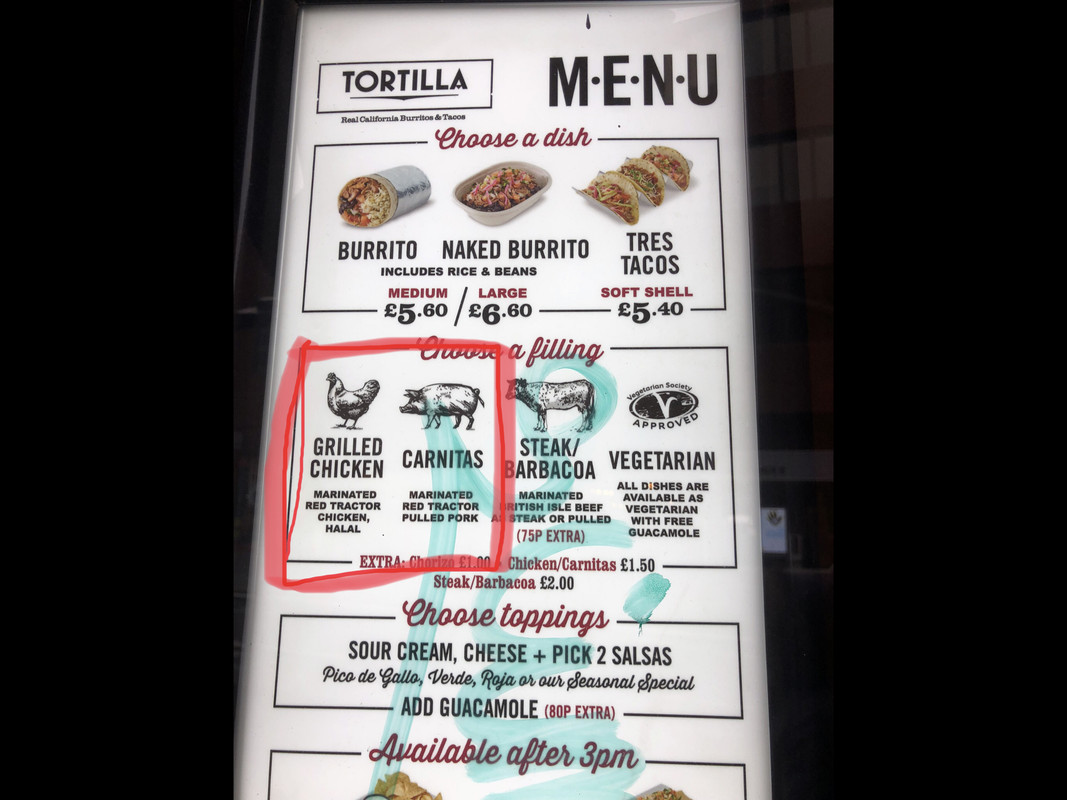 TORTILLA
Real California Burritos & Tacos
M·E·N·U
Choose a dish
BURRITO
NAKED BURRITO
INCLUDES RICE & BEANS
MEDIUM / LARGE
£5.60 / £6.60
TRES
TACOS
SOFT SHELL
£5.40
Choose a filling
GRILLED
CHICKEN
MARINATED
RED TRACTOR
CHICKEN,
HALAL
CARNITAS
MARINATED
RED TRACTOR
PULLED PORK
STEAK/
BARBACOA
MARINATED
BRITISH ISLE BEEF
AS STEAK OR PULLED
(75P EXTRA)
Vegetarian Society
V
APPROVED
VEGETARIAN
ALL DISHES ARE
AVAILABLE AS
VEGETARIAN
WITH FREE
GUACAMOLE
EXTRA: Chorizo £1.00 Chicken/Carnitas £1.50
Steak/Barbacoa £2.00
Choose toppings
SOUR CREAM, CHEESE + PICK 2 SALSAS
Pico de Gallo, Verde, Roja or our Seasonal Special
ADD GUACAMOLE (80P EXTRA)
Available after 3pm